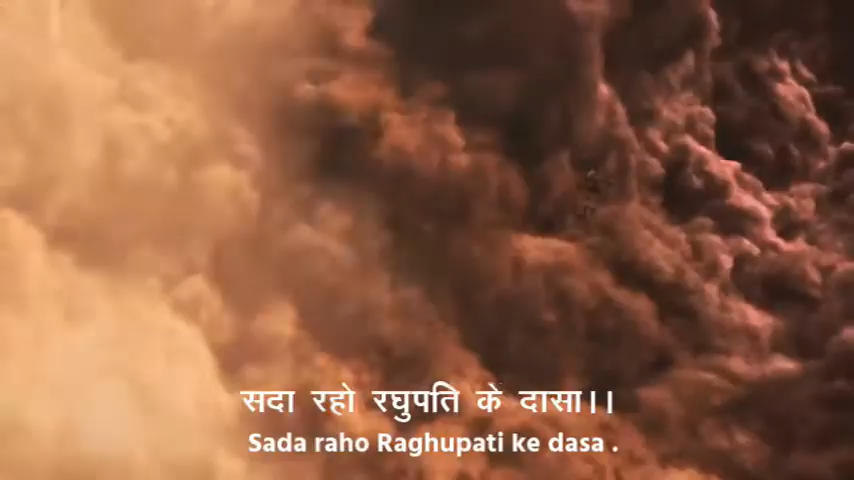 सदा रहो रघुपति के दासा।।
Sada raho Raghupati ke dasa .